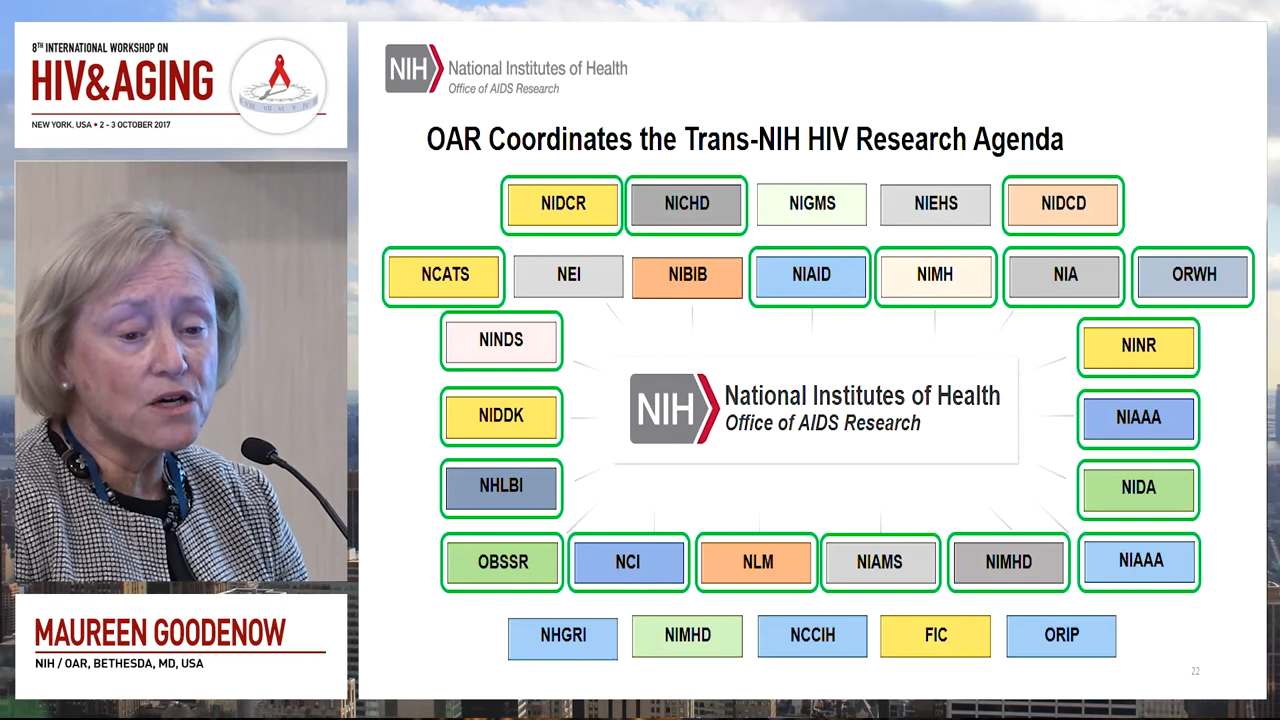 8TH INTERNATIONAL WORKSHOP ON
HIV&AGING
NEW YORK, USA • 2 – 3 OCTOBER 2017
MAUREEN GOODENOW
NIH / OAR, BETHESDA, MD, USA
NIH
National Institutes of Health
Office of AIDS Research
OAR Coordinates the Trans-NIH HIV Research Agenda
NIDCR
NICHD
NIGMS
NIEHS
NIDCD
NCATS
NEI
NIBIB
NIAID
NIMH
NIA
ORWH
NINDS
NINR
NIDDK
NIAAA
NHLBI
NIDA
NIH
National Institutes of Health
Office of AIDS Research
OBSSR
NCI
NLM
NIAMS
NIMHD
NIAAA
NHGRI
NIMHD
NCCIH
FIC
ORIP
22